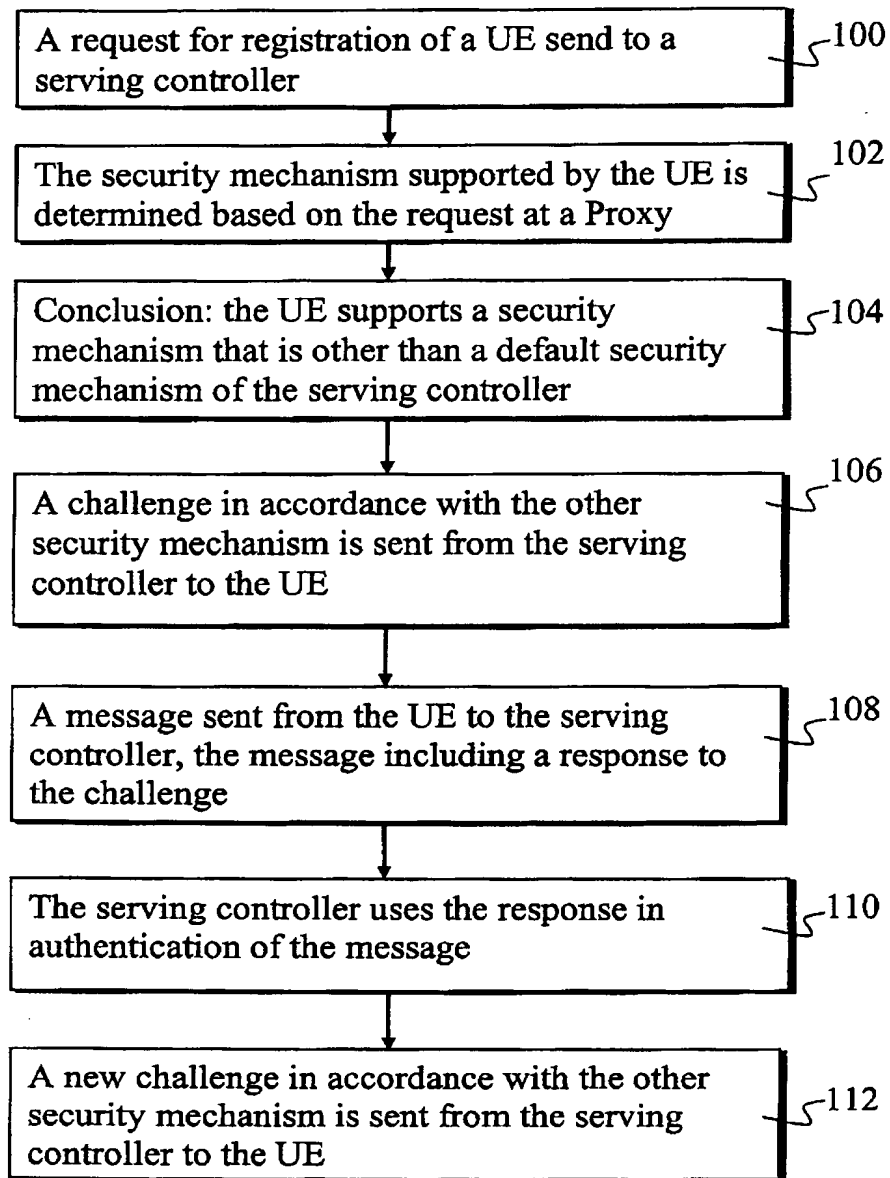 A request for registration of a UE send to a
serving controller
100
The security mechanism supported by the UE is
determined based on the request at a Proxy
102
Conclusion: the UE supports a security
mechanism that is other than a default security
mechanism of the serving controller
104
A challenge in accordance with the other
security mechanism is sent from the serving
controller to the UE
106
A message sent from the UE to the serving
controller, the message including a response to
the challenge
108
The serving controller uses the response in
authentication of the message
110
A new challenge in accordance with the other
security mechanism is sent from the serving
controller to the UE
112